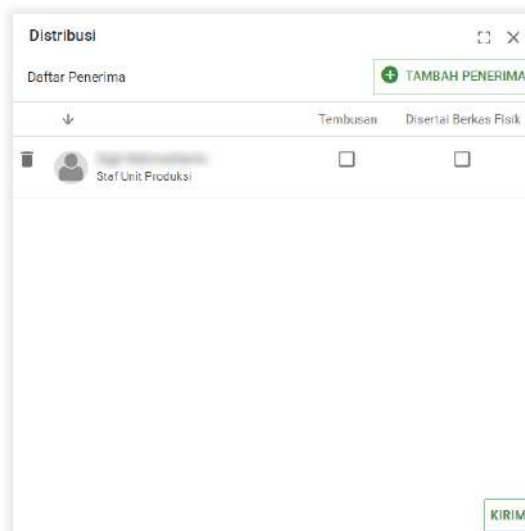 Distribusi
Daftar Penerima
TAMBAH PENERIMA
Tembusan Disertai Berkas Fisik
Staf Unit Produksi
KIRIM